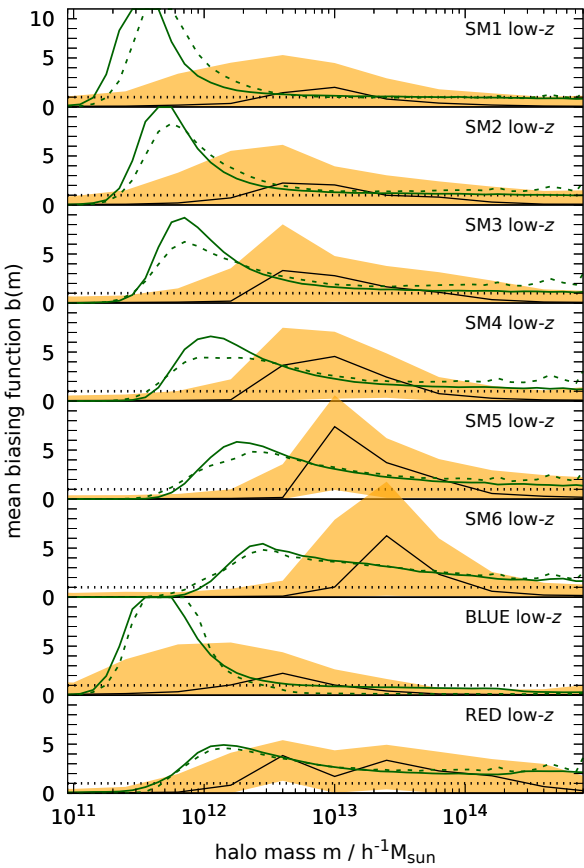 10
5
SM1 low-z
0
5
SM2 low-z
0
5
SM3 low-z
0
5
SM4 low-z
0
5
SM5 low-z
0
5
SM6 low-z
0
5
BLUE low-z
0
5
RED low-z
0
mean biasing function b(m)
10^11 10^12 10^13 10^14
halo mass m / h^-1M_sun